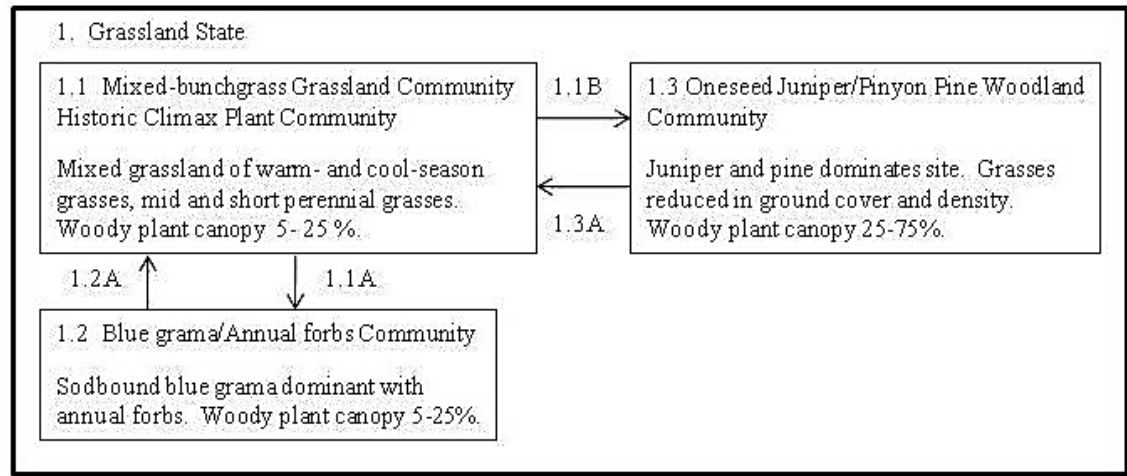 1. Grassland State
1.1 Mixed-bunchgrass Grassland Community
Historic Climax Plant Community
Mixed grassland of warm- and cool-season
grasses, mid and short perennial grasses.
Woody plant canopy 5- 25 %.
1.1B
1.3A
1.3 Oneseed Juniper/Pinyon Pine Woodland
Community
Juniper and pine dominates site. Grasses
reduced in ground cover and density.
Woody plant canopy 25-75%.
1.2A
1.1A
1.2 Blue grama/Annual forbs Community
Sodbound blue grama dominant with
annual forbs. Woody plant canopy 5-25%.